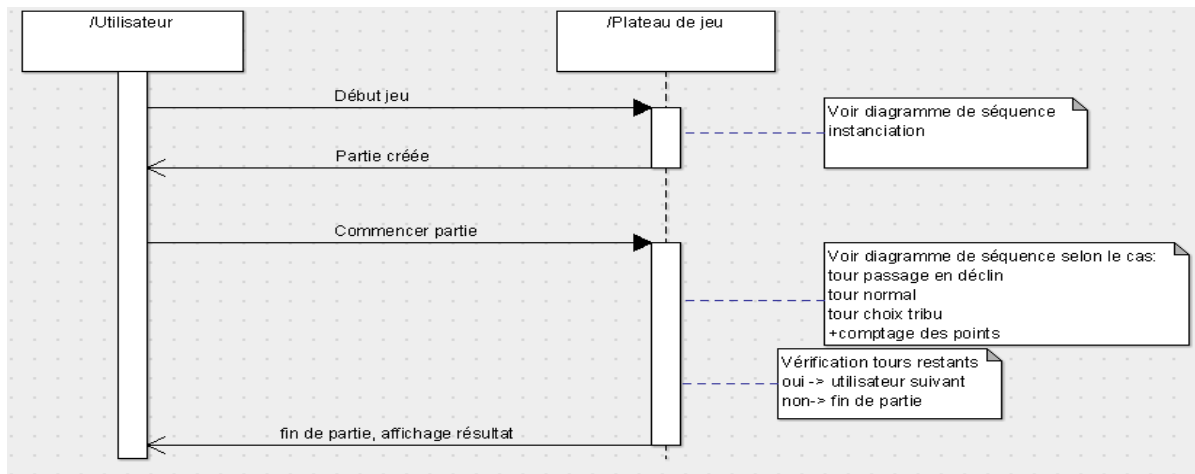 /Utilisateur
/Plateau de jeu
Début jeu
Voir diagramme de séquence
instanciation
Partie créée
Commencer partie
Voir diagramme de séquence selon le cas:
tour passage en déclin
tour normal
tour choix tribu
+comptage des points
Vérification tours restants
oui -> utilisateur suivant
non-> fin de partie
fin de partie, affichage résultat